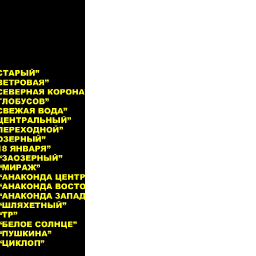 СТАРЫЙ"
ВЕТРОВАЯ"
СЕВЕРНАЯ КОРОНА
ГЛОБУСОВ"
СВЕЖАЯ ВОДА"
ЦЕНТРАЛЬНЫЙ"
ПЕРЕХОДНОЙ"
ОЗЕРНЫЙ"
18 ЯНВАРЯ"
"ЗАОЗЕРНЫЙ"
"МИРАЖ"
"АНАКОНДА ЦЕНТР
"АНАКОНДА ВОСТО
"АНАКОНДА ЗАПАД
"ШЛЯХЕТНЫЙ"
"ТР"
"БЕЛОЕ СОЛНЦЕ"
"ПУШКИНА"
"ЦИКЛОП"